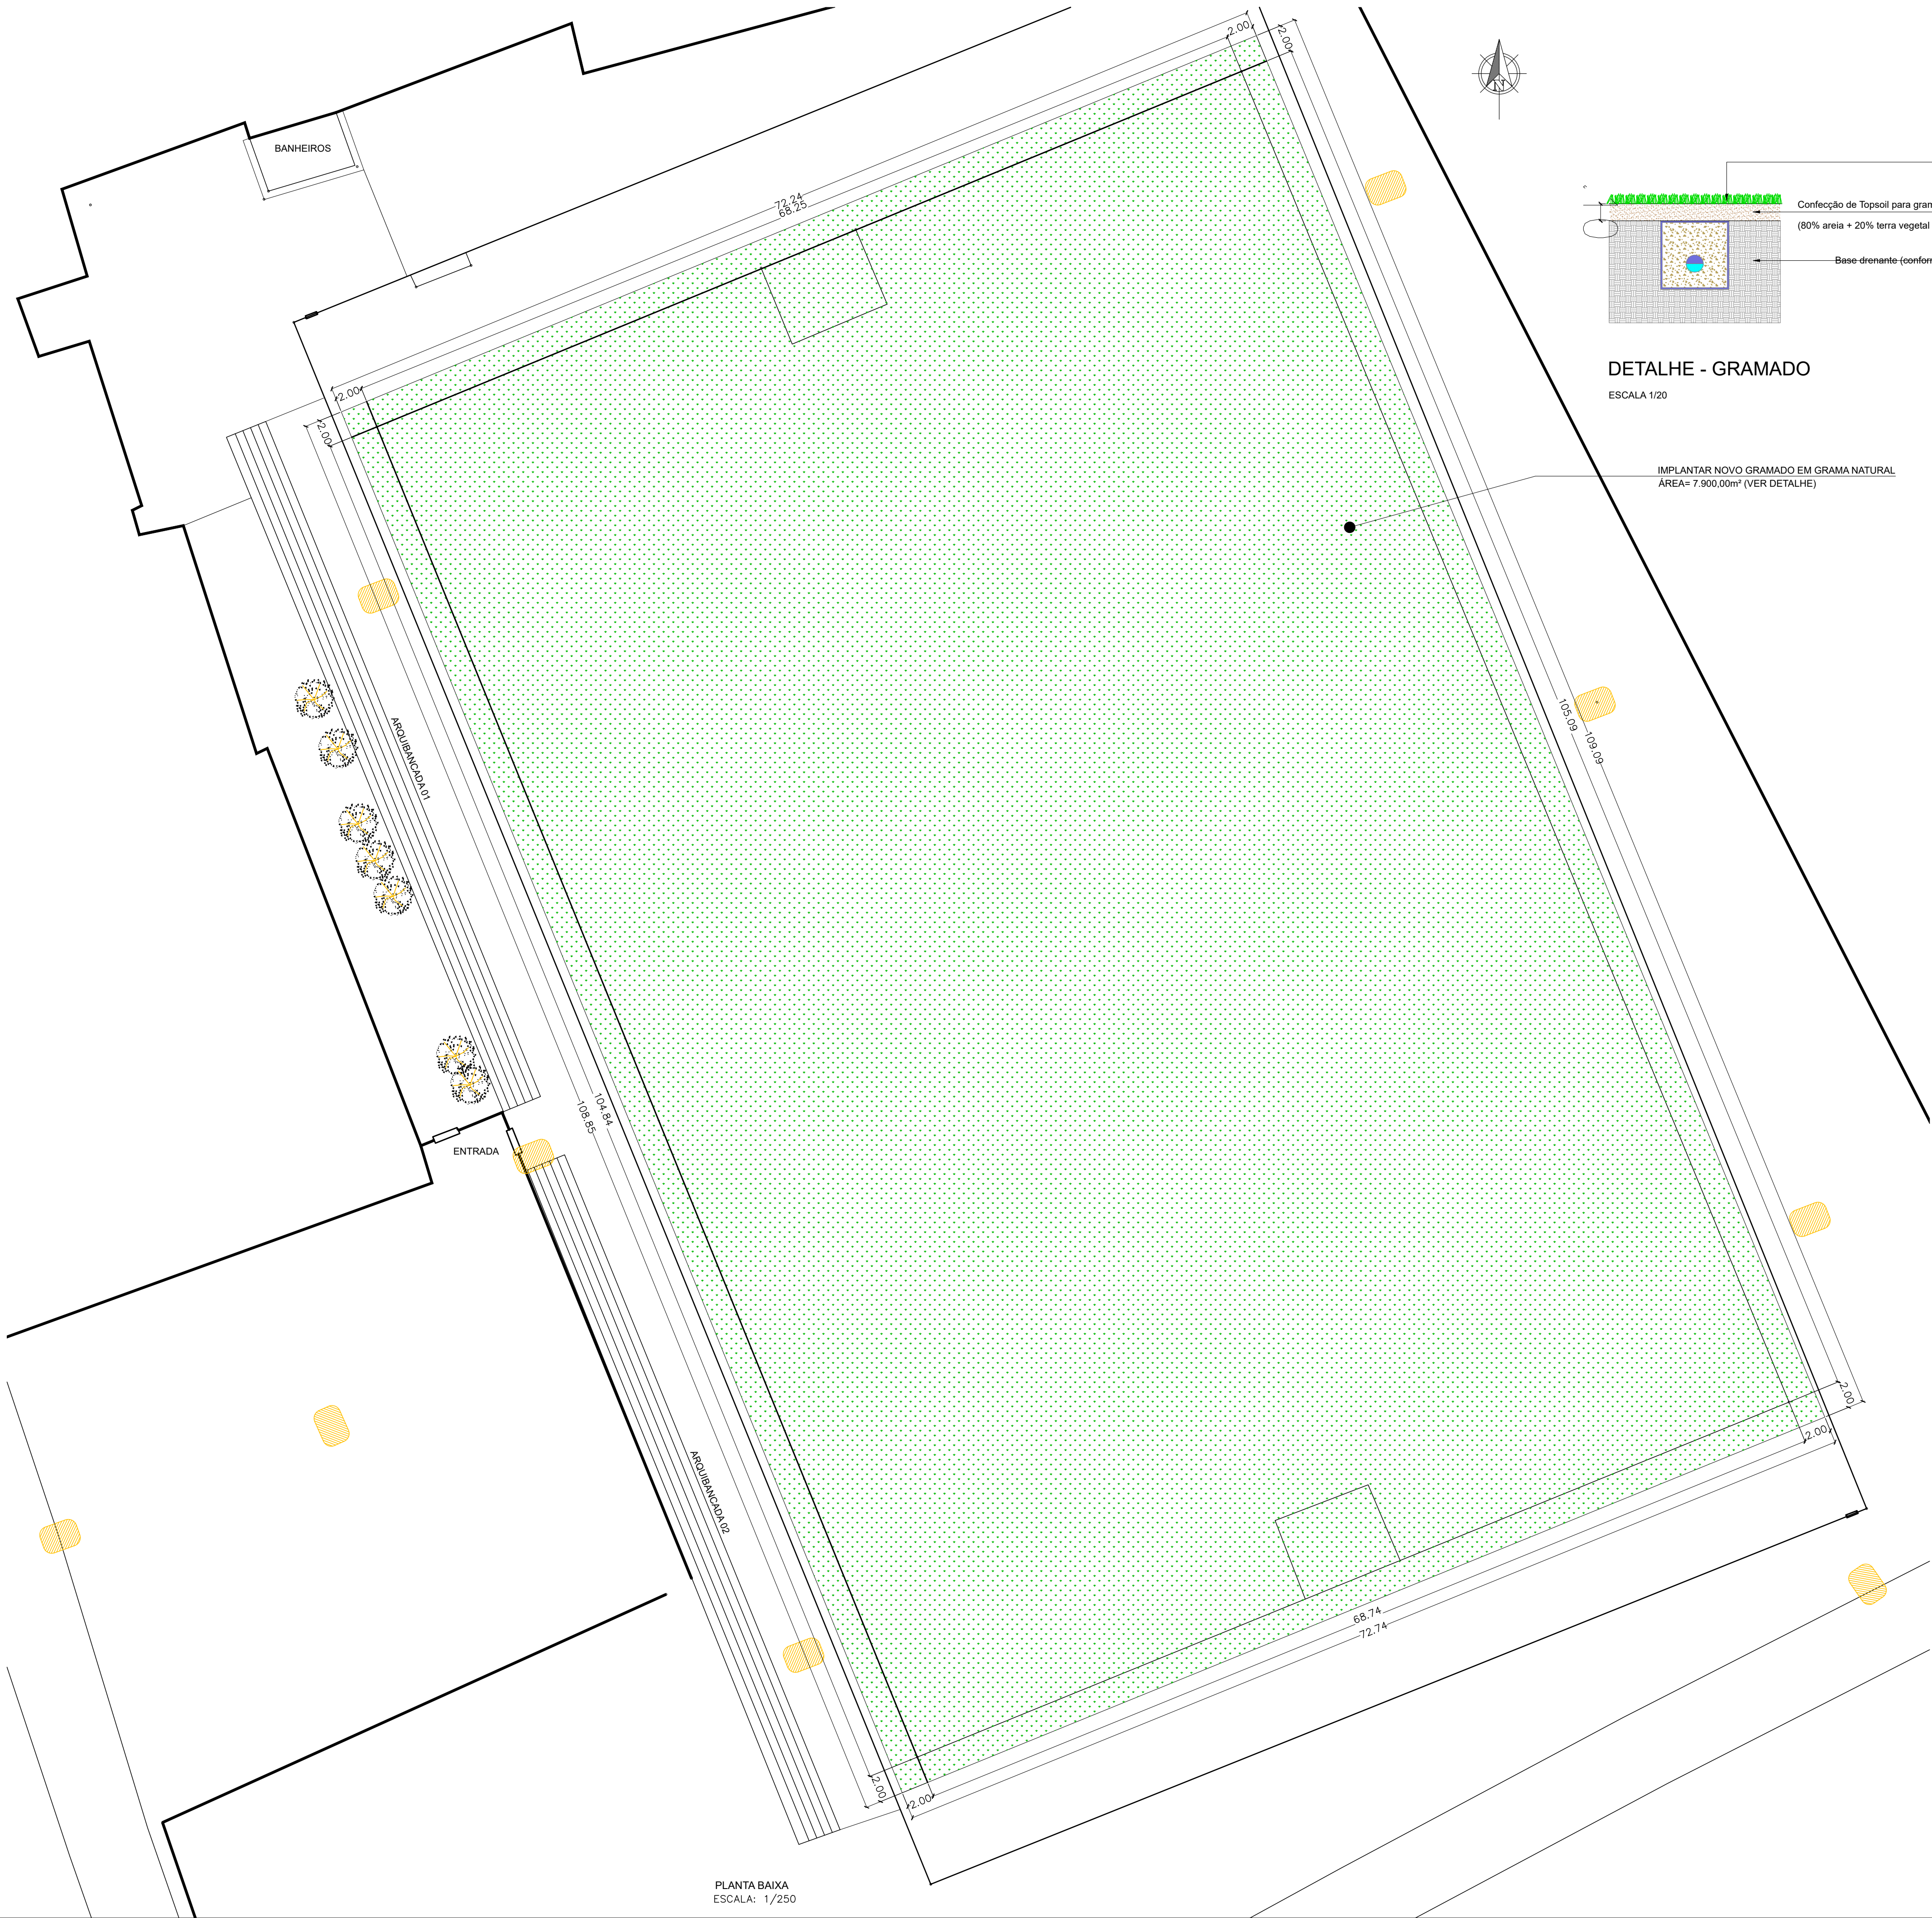 2.00
2.00
N
BANHEIROS
Confecção de Topsoil para gram
(80% areia + 20% terra vegetal
Base drenante (conform
72.24
68.25
DETALHE - GRAMADO
ESCALA 1/20
2.00
2.00
IMPLANTAR NOVO GRAMADO EM GRAMA NATURAL
ÁREA= 7.900,00m² (VER DETALHE)
105.09
109.09
ARQUIBANCADA 01
104.84
108.85
ENTRADA
2.00
2.00
ARQUIBANCADA 02
68.74
72.74
2.00
2.00
PLANTA BAIXA
ESCALA: 1/250